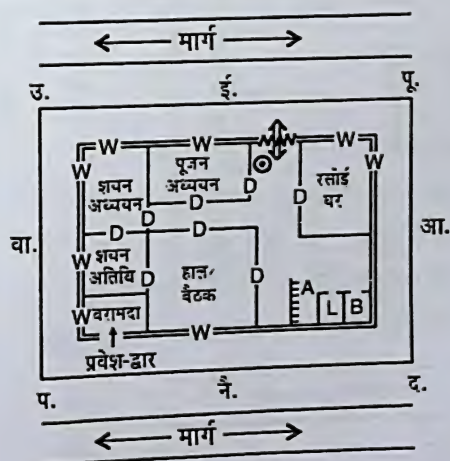 मार्ग
उ. ई. पू.
W W W
W W
शयन अध्ययन
पूजन अध्ययन
रसोई घर
D D D
वा. आ.
D D
शयन अतिथि
D
हाल/ बैठक
D
A L B
W
बरामदा
W
प्रवेश-द्वार
प. नै. द.
मार्ग